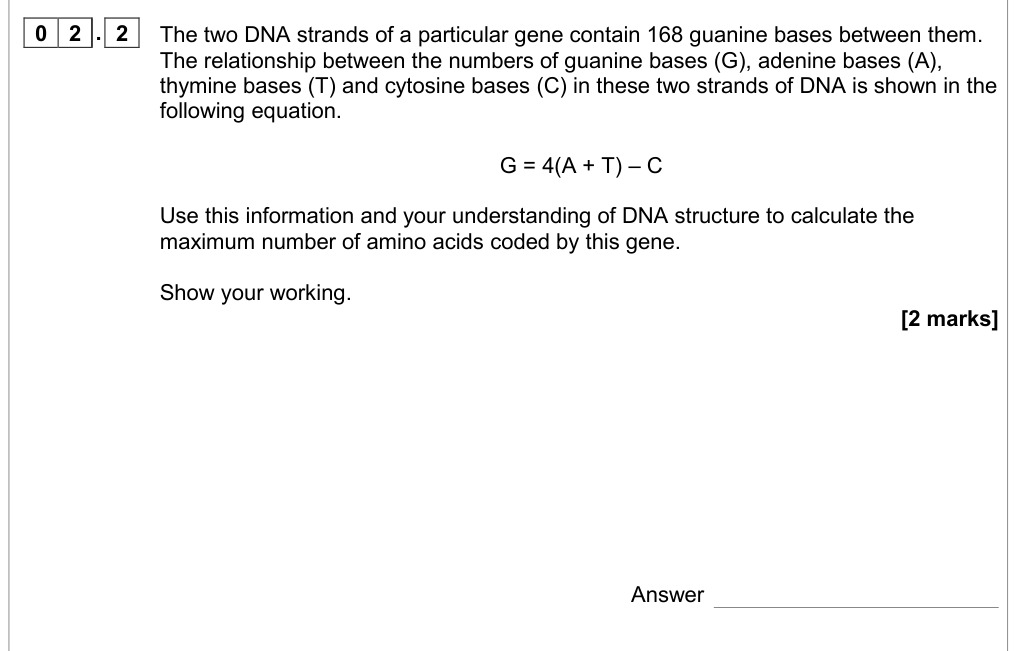 0 2 . 2 The two DNA strands of a particular gene contain 168 guanine bases between them.
The relationship between the numbers of guanine bases (G), adenine bases (A),
thymine bases (T) and cytosine bases (C) in these two strands of DNA is shown in the
following equation.
G = 4(A + T) – C
Use this information and your understanding of DNA structure to calculate the
maximum number of amino acids coded by this gene.
Show your working.
[2 marks]
Answer